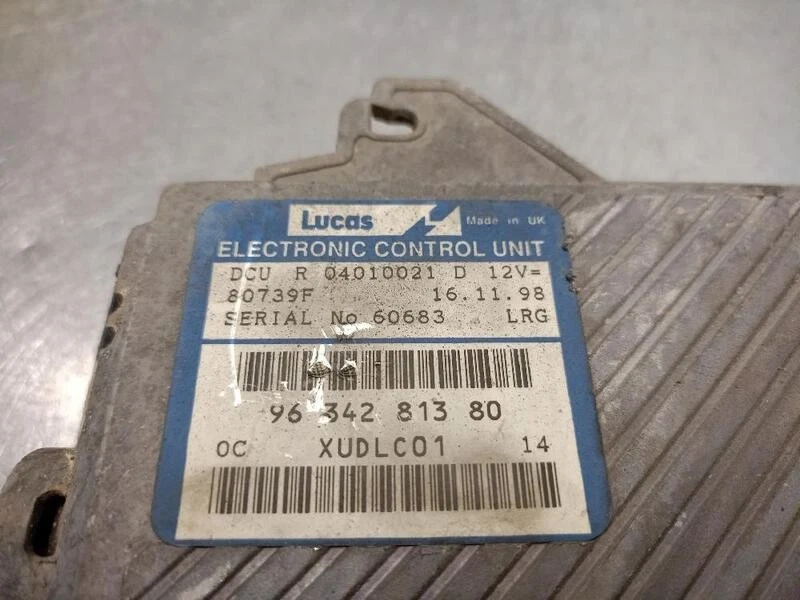 Lucas Made in UK
ELECTRONIC CONTROL UNIT
DCU R 04010021 D 12V=
80739F 16.11.98
SERIAL No 60683 LRG
96 342 813 80
OC XUDLC01 14